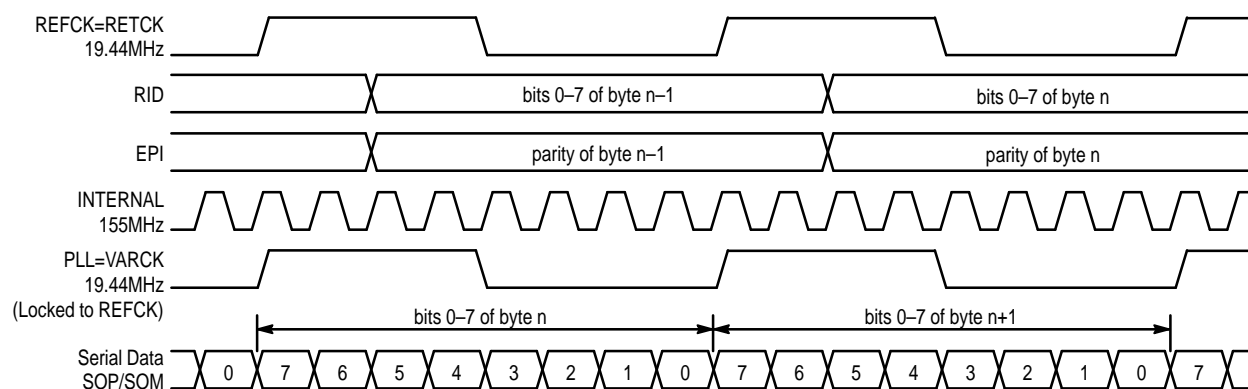 REFCK=RETCK
19.44MHz
RID
bits 0–7 of byte n–1
bits 0–7 of byte n
EPI
parity of byte n–1
parity of byte n
INTERNAL
155MHz
PLL=VARCK
19.44MHz
(Locked to REFCK)
bits 0–7 of byte n
bits 0–7 of byte n+1
Serial Data
SOP/SOM
0 7 6 5 4 3 2 1 0 7 6 5 4 3 2 1 0 7